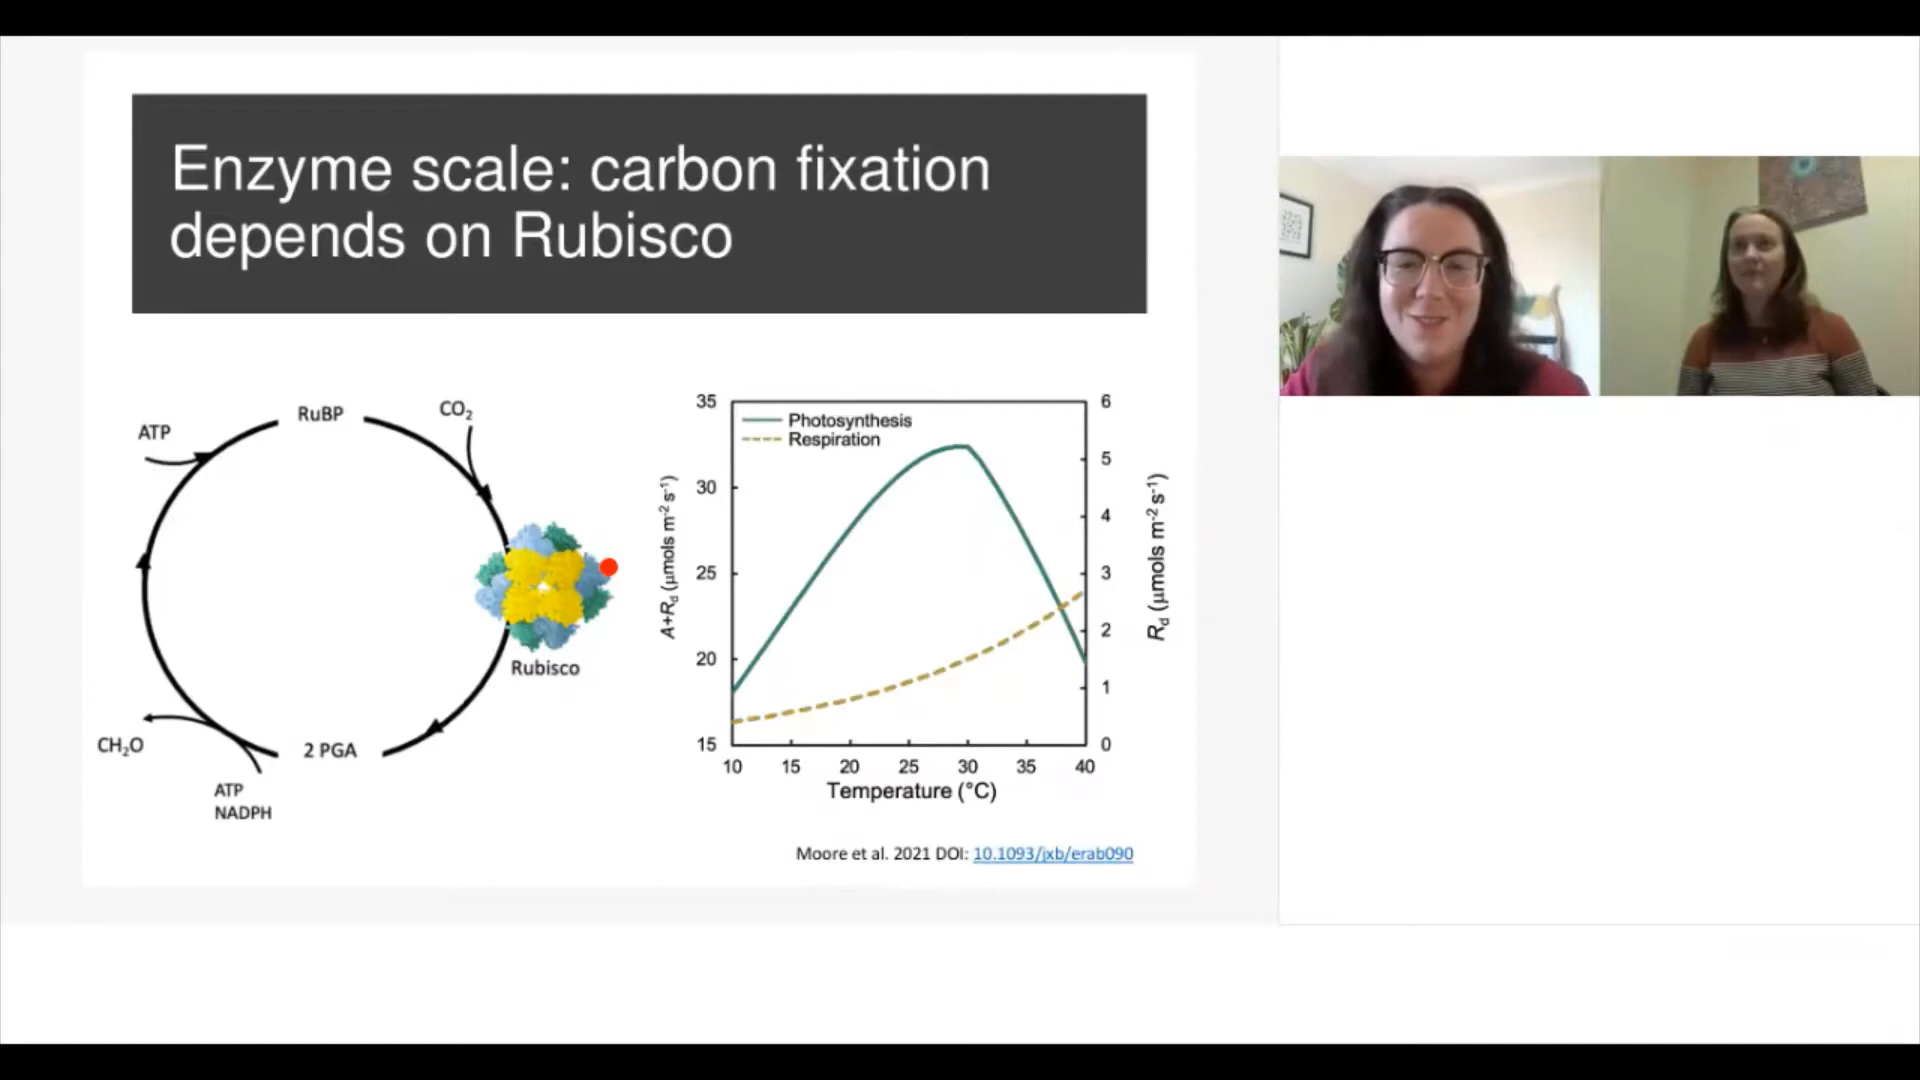 Enzyme scale: carbon fixation
depends on Rubisco
RuBP
CO₂
ATP
Rubisco
CH₂O
2 PGA
ATP
NADPH
35
30
25
20
15
A+Rd (μmols m⁻² s⁻¹)
Photosynthesis
Respiration
6
5
4
3
2
1
0
Rd (μmols m⁻² s⁻¹)
10 15 20 25 30 35 40
Temperature (°C)
Moore et al. 2021 DOI: 10.1093/jxb/erab090